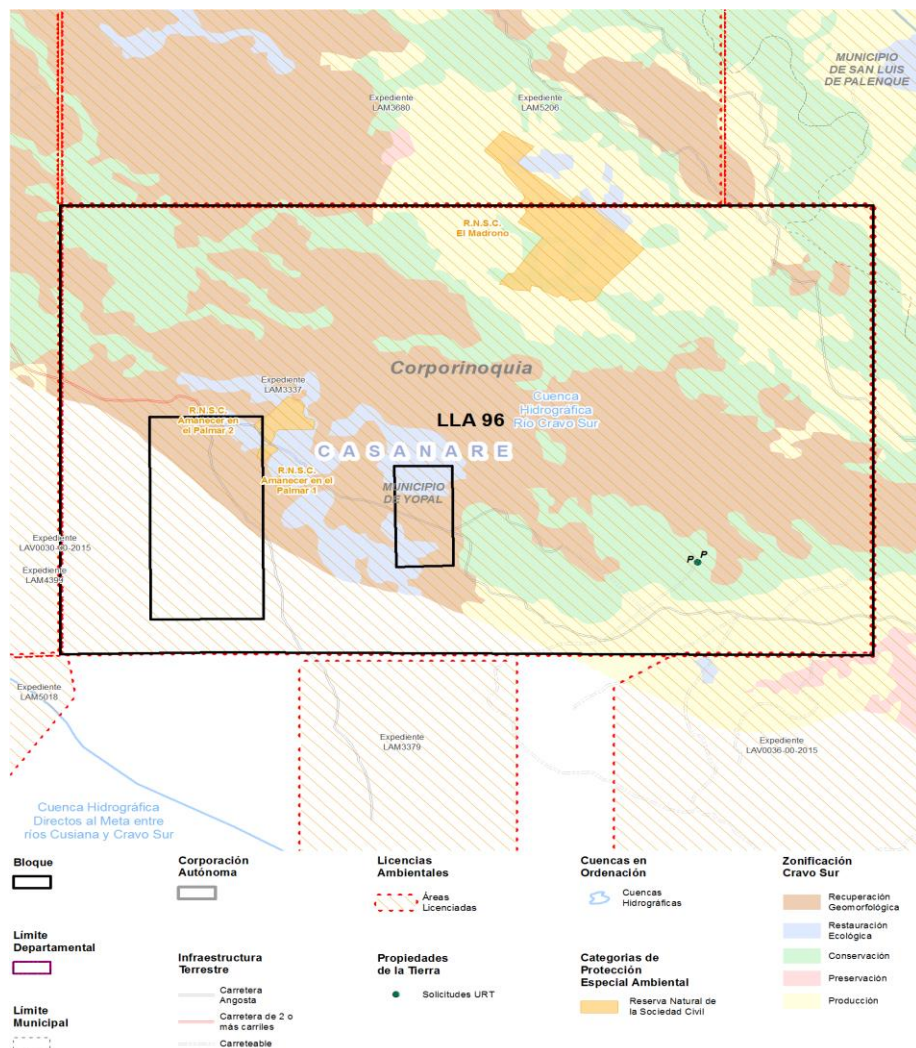 MUNICIPIO
DE SAN LUIS
DE PALENQUE
Expediente
LAM3680
Expediente
LAM5206
R.N.S.C.
El Madrono
Corporinoquia
Expediente
LAM3337
LLA 96
Cuenca
Hidrográfica
Río Cravo Sur
R.N.S.C.
Amanecer en
el Palmar 2
CASANARE
R.N.S.C.
Amanecer en el
Palmar 1
MUNICIPIO
DE YOPAL
Expediente
LAV0030-00-2015
Expediente
LAM4399
P P
Expediente
LAM5018
Expediente
LAM3379
Expediente
LAV0036-00-2015
Cuenca Hidrográfica
Directos al Meta entre
ríos Cusiana y Cravo Sur
Bloque
Límite
Departamental
Límite
Municipal
Corporación
Autónoma
Infraestructura
Terrestre
Carretera
Angosta
Carretera de 2 o
más carriles
Carreteable
Licencias
Ambientales
Áreas
Licenciadas
Propiedades
de la Tierra
Solicitudes URT
Cuencas en
Ordenación
Cuencas
Hidrográficas
Categorias de
Protección
Especial Ambiental
Reserva Natural de
la Sociedad Civil
Zonificación
Cravo Sur
Recuperación
Geomorfológica
Restauración
Ecológica
Conservación
Preservación
Producción